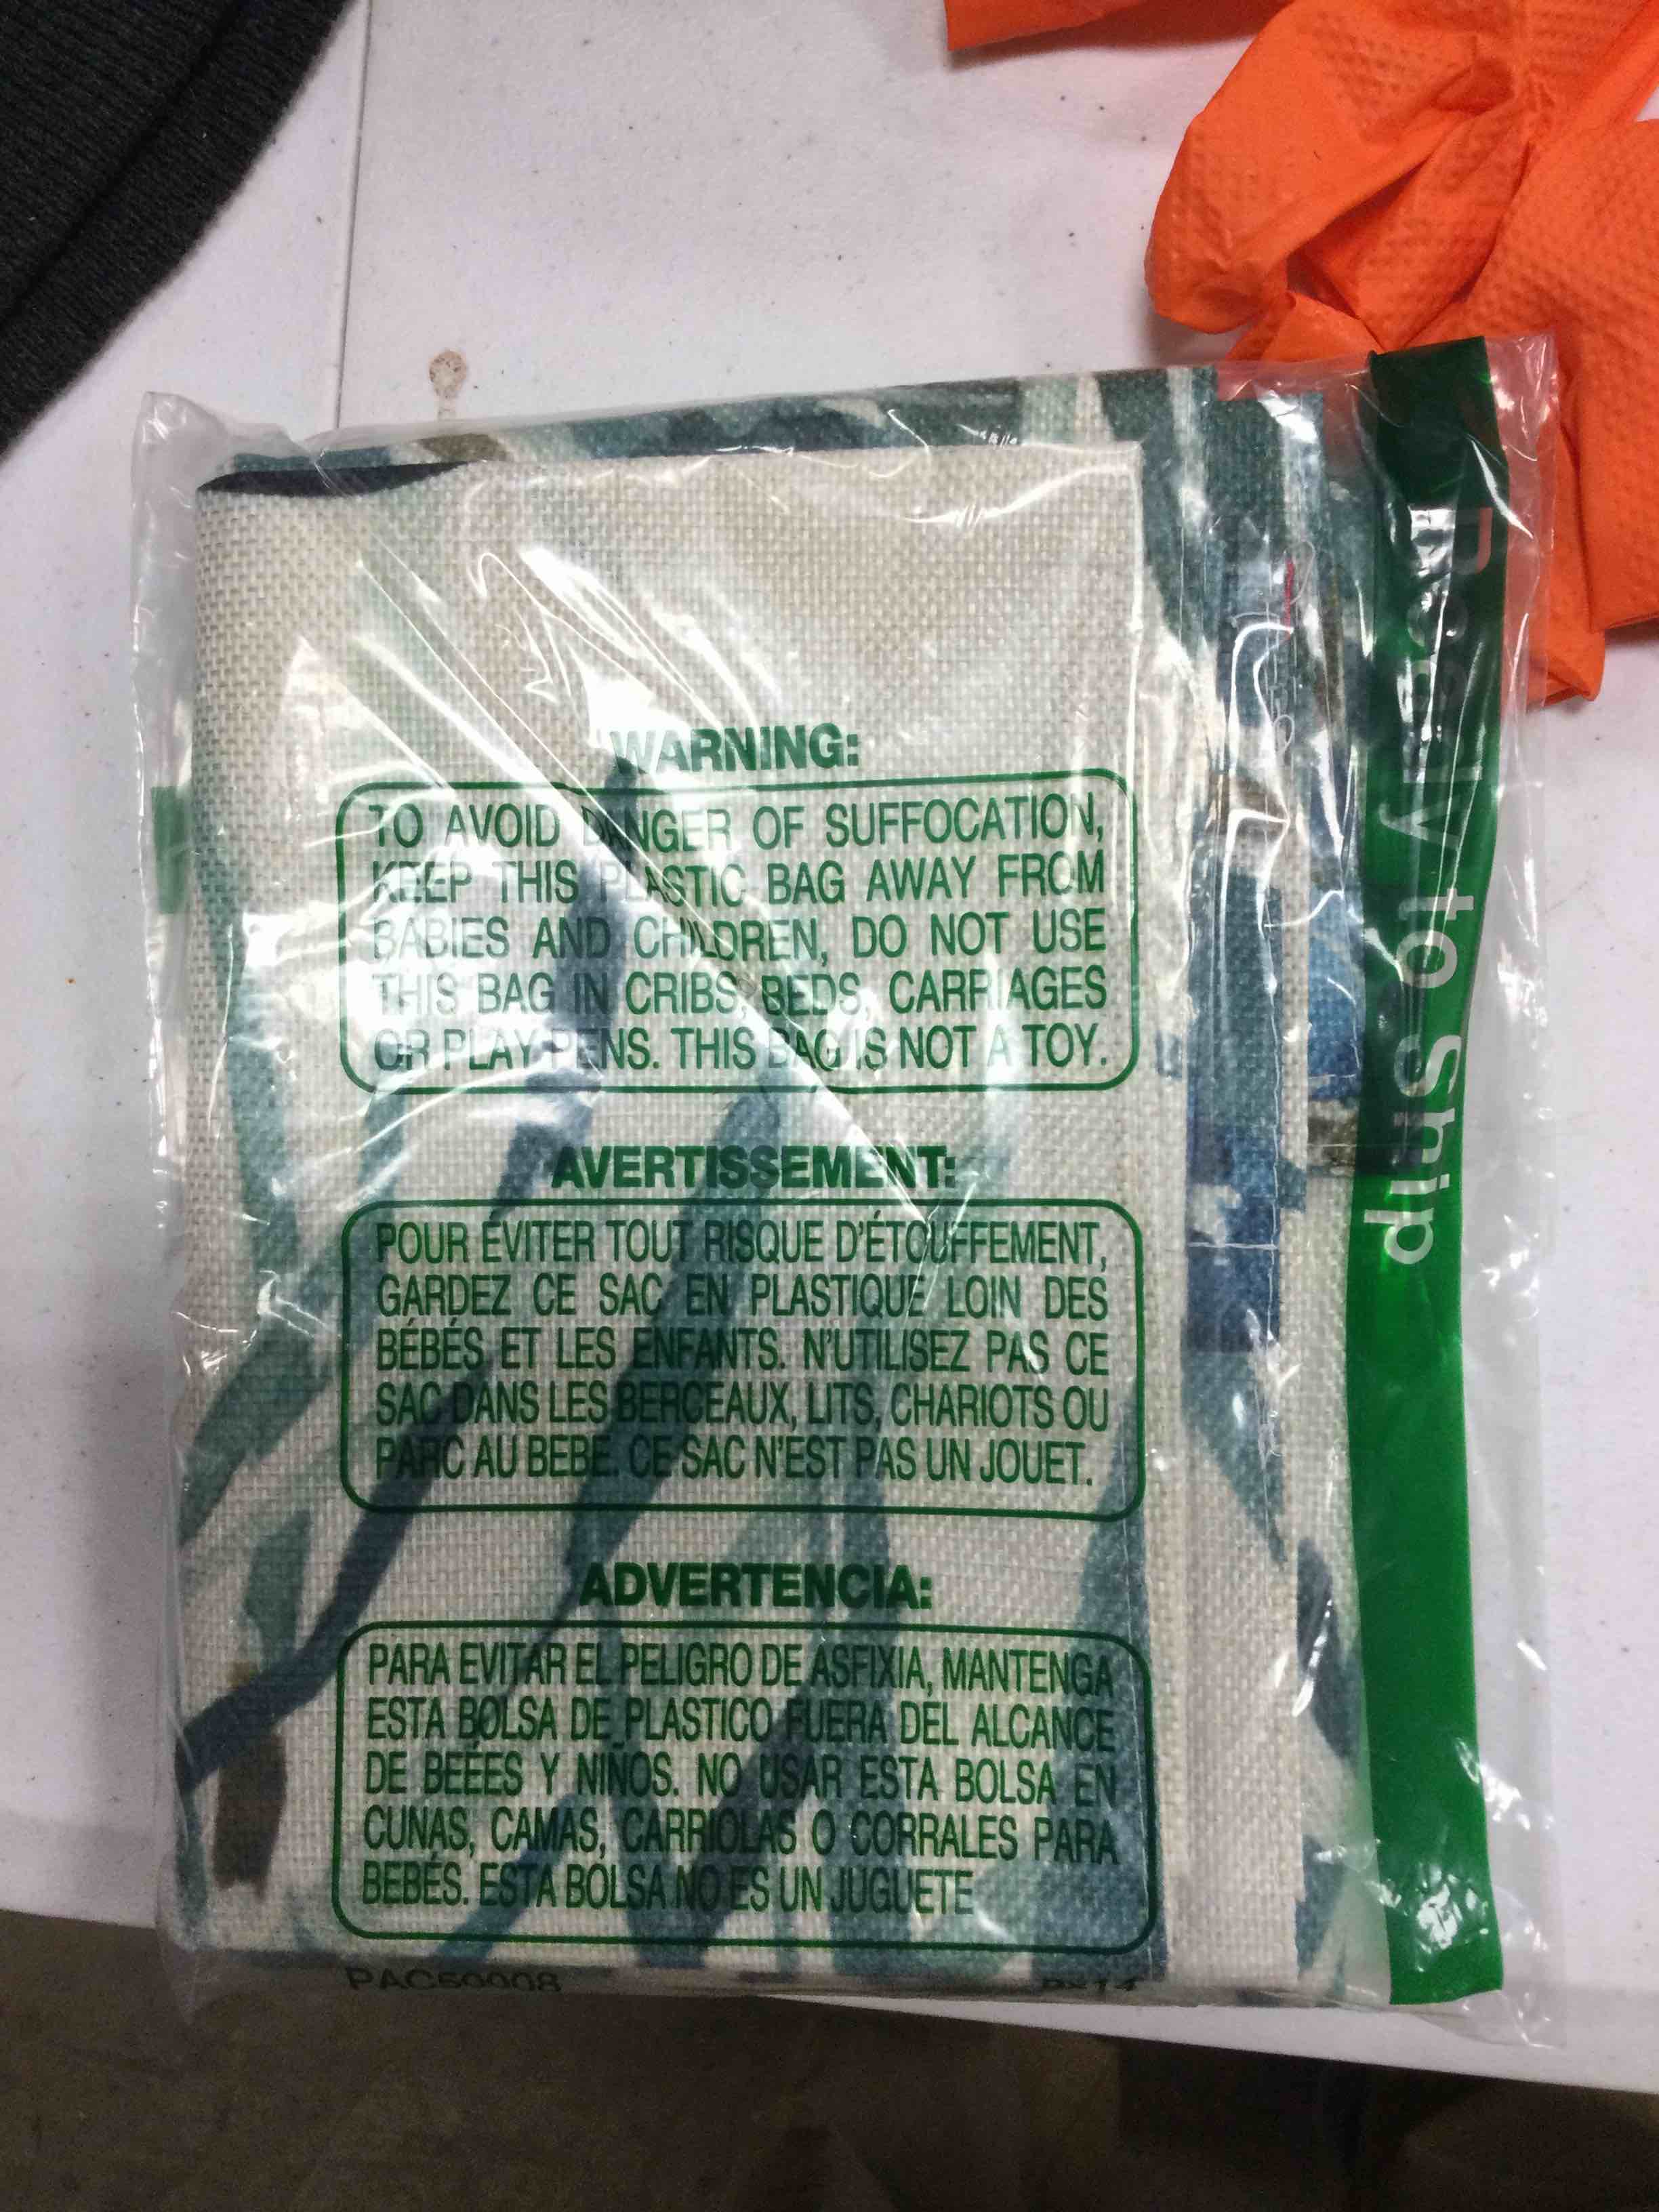 WARNING:
TO AVOID DANGER OF SUFFOCATION,
KEEP THIS PLASTIC BAG AWAY FROM
BABIES AND CHILDREN, DO NOT USE
THIS BAG IN CRIBS, BEDS, CARRIAGES
OR PLAY PENS. THIS BAG IS NOT A TOY.
AVERTISSEMENT:
POUR ÉVITER TOUT RISQUE D'ÉTOUFFEMENT,
GARDEZ CE SAC EN PLASTIQUE LOIN DES
BÉBÉS ET LES ENFANTS. N'UTILISEZ PAS CE
SAC DANS LES BERCEAUX, LITS, CHARIOTS OU
PARC AU BEBE. CE SAC N'EST PAS UN JOUET.
ADVERTENCIA:
PARA EVITAR EL PELIGRO DE ASFIXIA, MANTENGA
ESTA BOLSA DE PLASTICO FUERA DEL ALCANCE
DE BEÉES Y NIÑOS. NO USAR ESTA BOLSA EN
CUNAS, CAMAS, CARRIOLAS O CORRALES PARA
BEBÉS. ESTA BOLSA NO ES UN JUGUETE
PAC60008
Ready to Ship